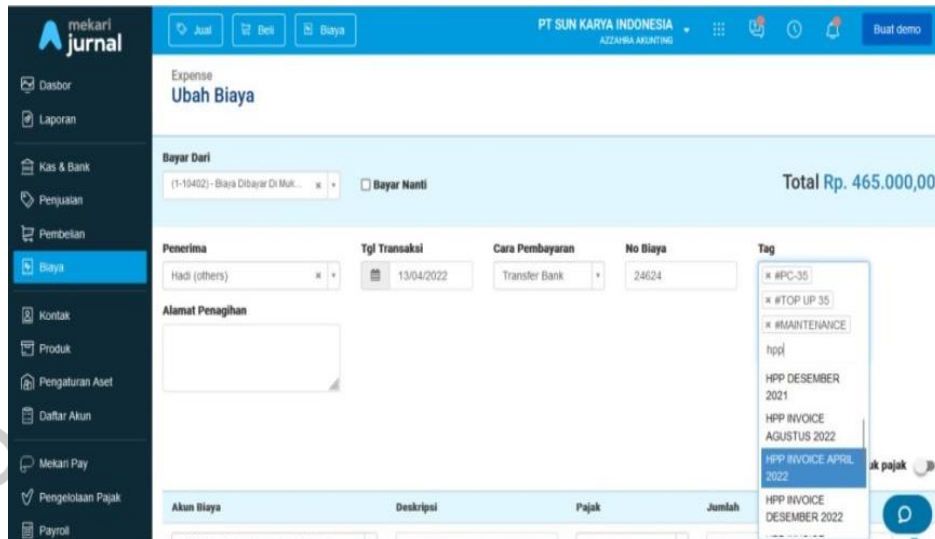 mekari
jurnal
Jual
Beli
Biaya
PT SUN KARYA INDONESIA
AZZAHRA AKUNTING
Buat demo
Dasbor
Laporan
Kas & Bank
Penjualan
Pembelian
Biaya
Kontak
Produk
Pengaturan Aset
Daftar Akun
Mekari Pay
Pengelolaan Pajak
Payroll
Expense
Ubah Biaya
Bayar Dari
(1-10402) - Biaya Dibayar Di Muk...
Bayar Nanti
Total Rp. 465.000,00
Penerima
Tgl Transaksi
Cara Pembayaran
No Biaya
Tag
Hadi (others)
13/04/2022
Transfer Bank
24624
× #PC-35
× #TOP UP 35
× #MAINTENANCE
hpp
Alamat Penagihan
HPP DESEMBER
2021
HPP INVOICE
AGUSTUS 2022
HPP INVOICE APRIL
2022
HPP INVOICE
DESEMBER 2022
uk pajak
Akun Biaya
Deskripsi
Pajak
Jumlah